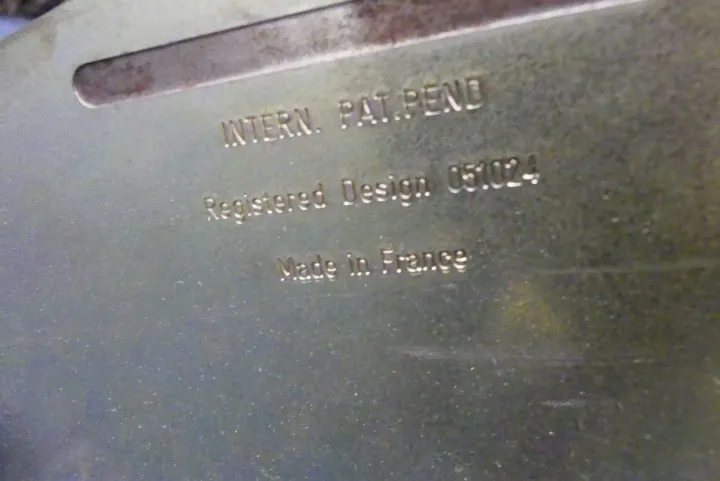 INTERN. PAT.PEND
Registered Design 051024
Made in France